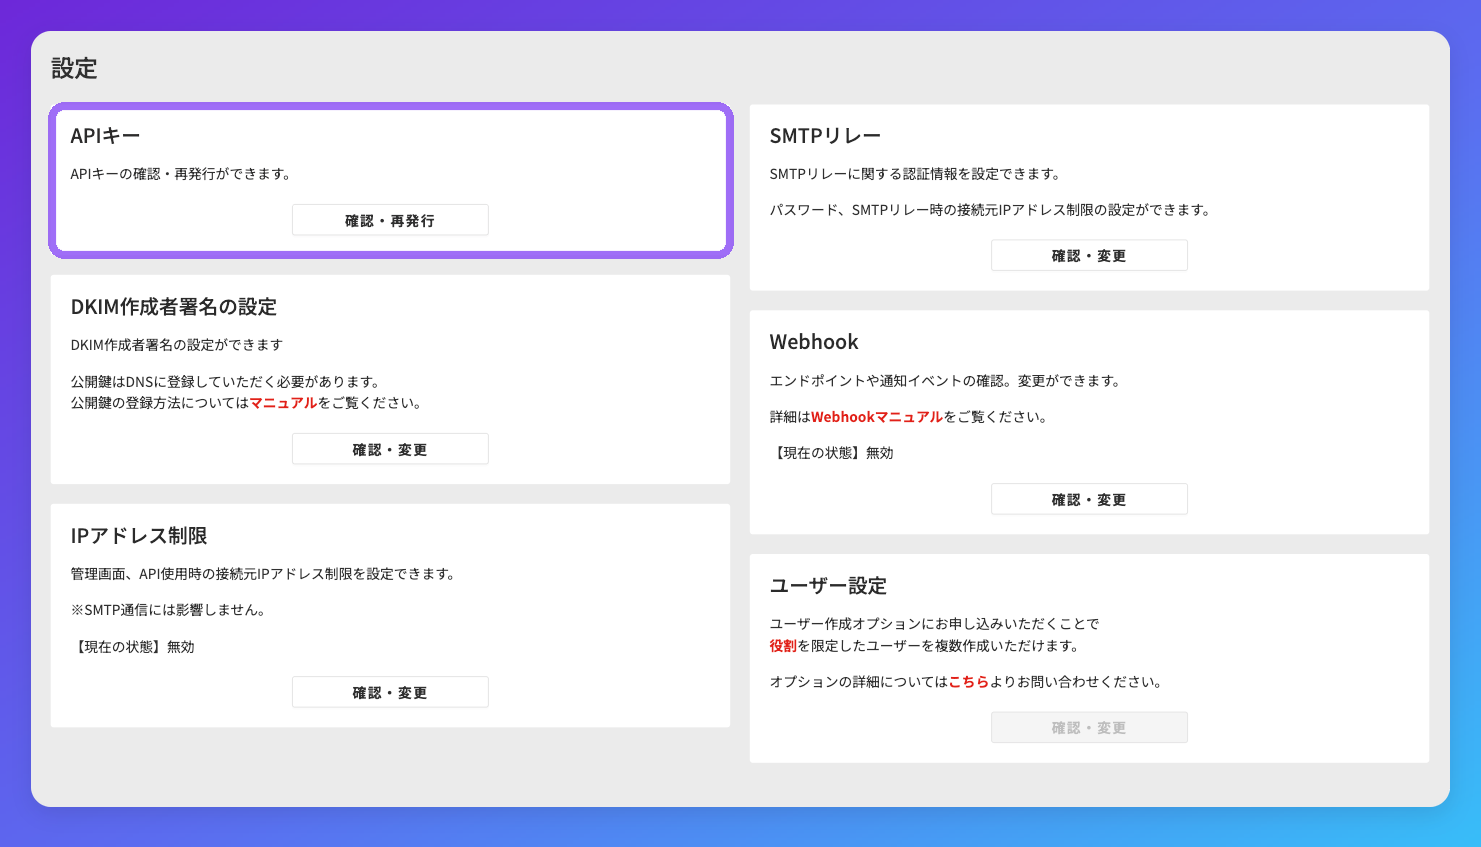 設定
APIキー
APIキーの確認・再発行ができます。
確認・再発行
DKIM作成者署名の設定
DKIM作成者署名の設定ができます
公開鍵はDNSに登録していただく必要があります。
公開鍵の登録方法についてはマニュアルをご覧ください。
確認・変更
IPアドレス制限
管理画面、API使用時の接続元IPアドレス制限を設定できます。
※SMTP通信には影響しません。
【現在の状態】無効
確認・変更
SMTPリレー
SMTPリレーに関する認証情報を設定できます。
パスワード、SMTPリレー時の接続元IPアドレス制限の設定ができます。
確認・変更
Webhook
エンドポイントや通知イベントの確認。変更ができます。
詳細はWebhookマニュアルをご覧ください。
【現在の状態】無効
確認・変更
ユーザー設定
ユーザー作成オプションにお申し込みいただくことで
役割を限定したユーザーを複数作成いただけます。
オプションの詳細についてはこちらよりお問い合わせください。
確認・変更